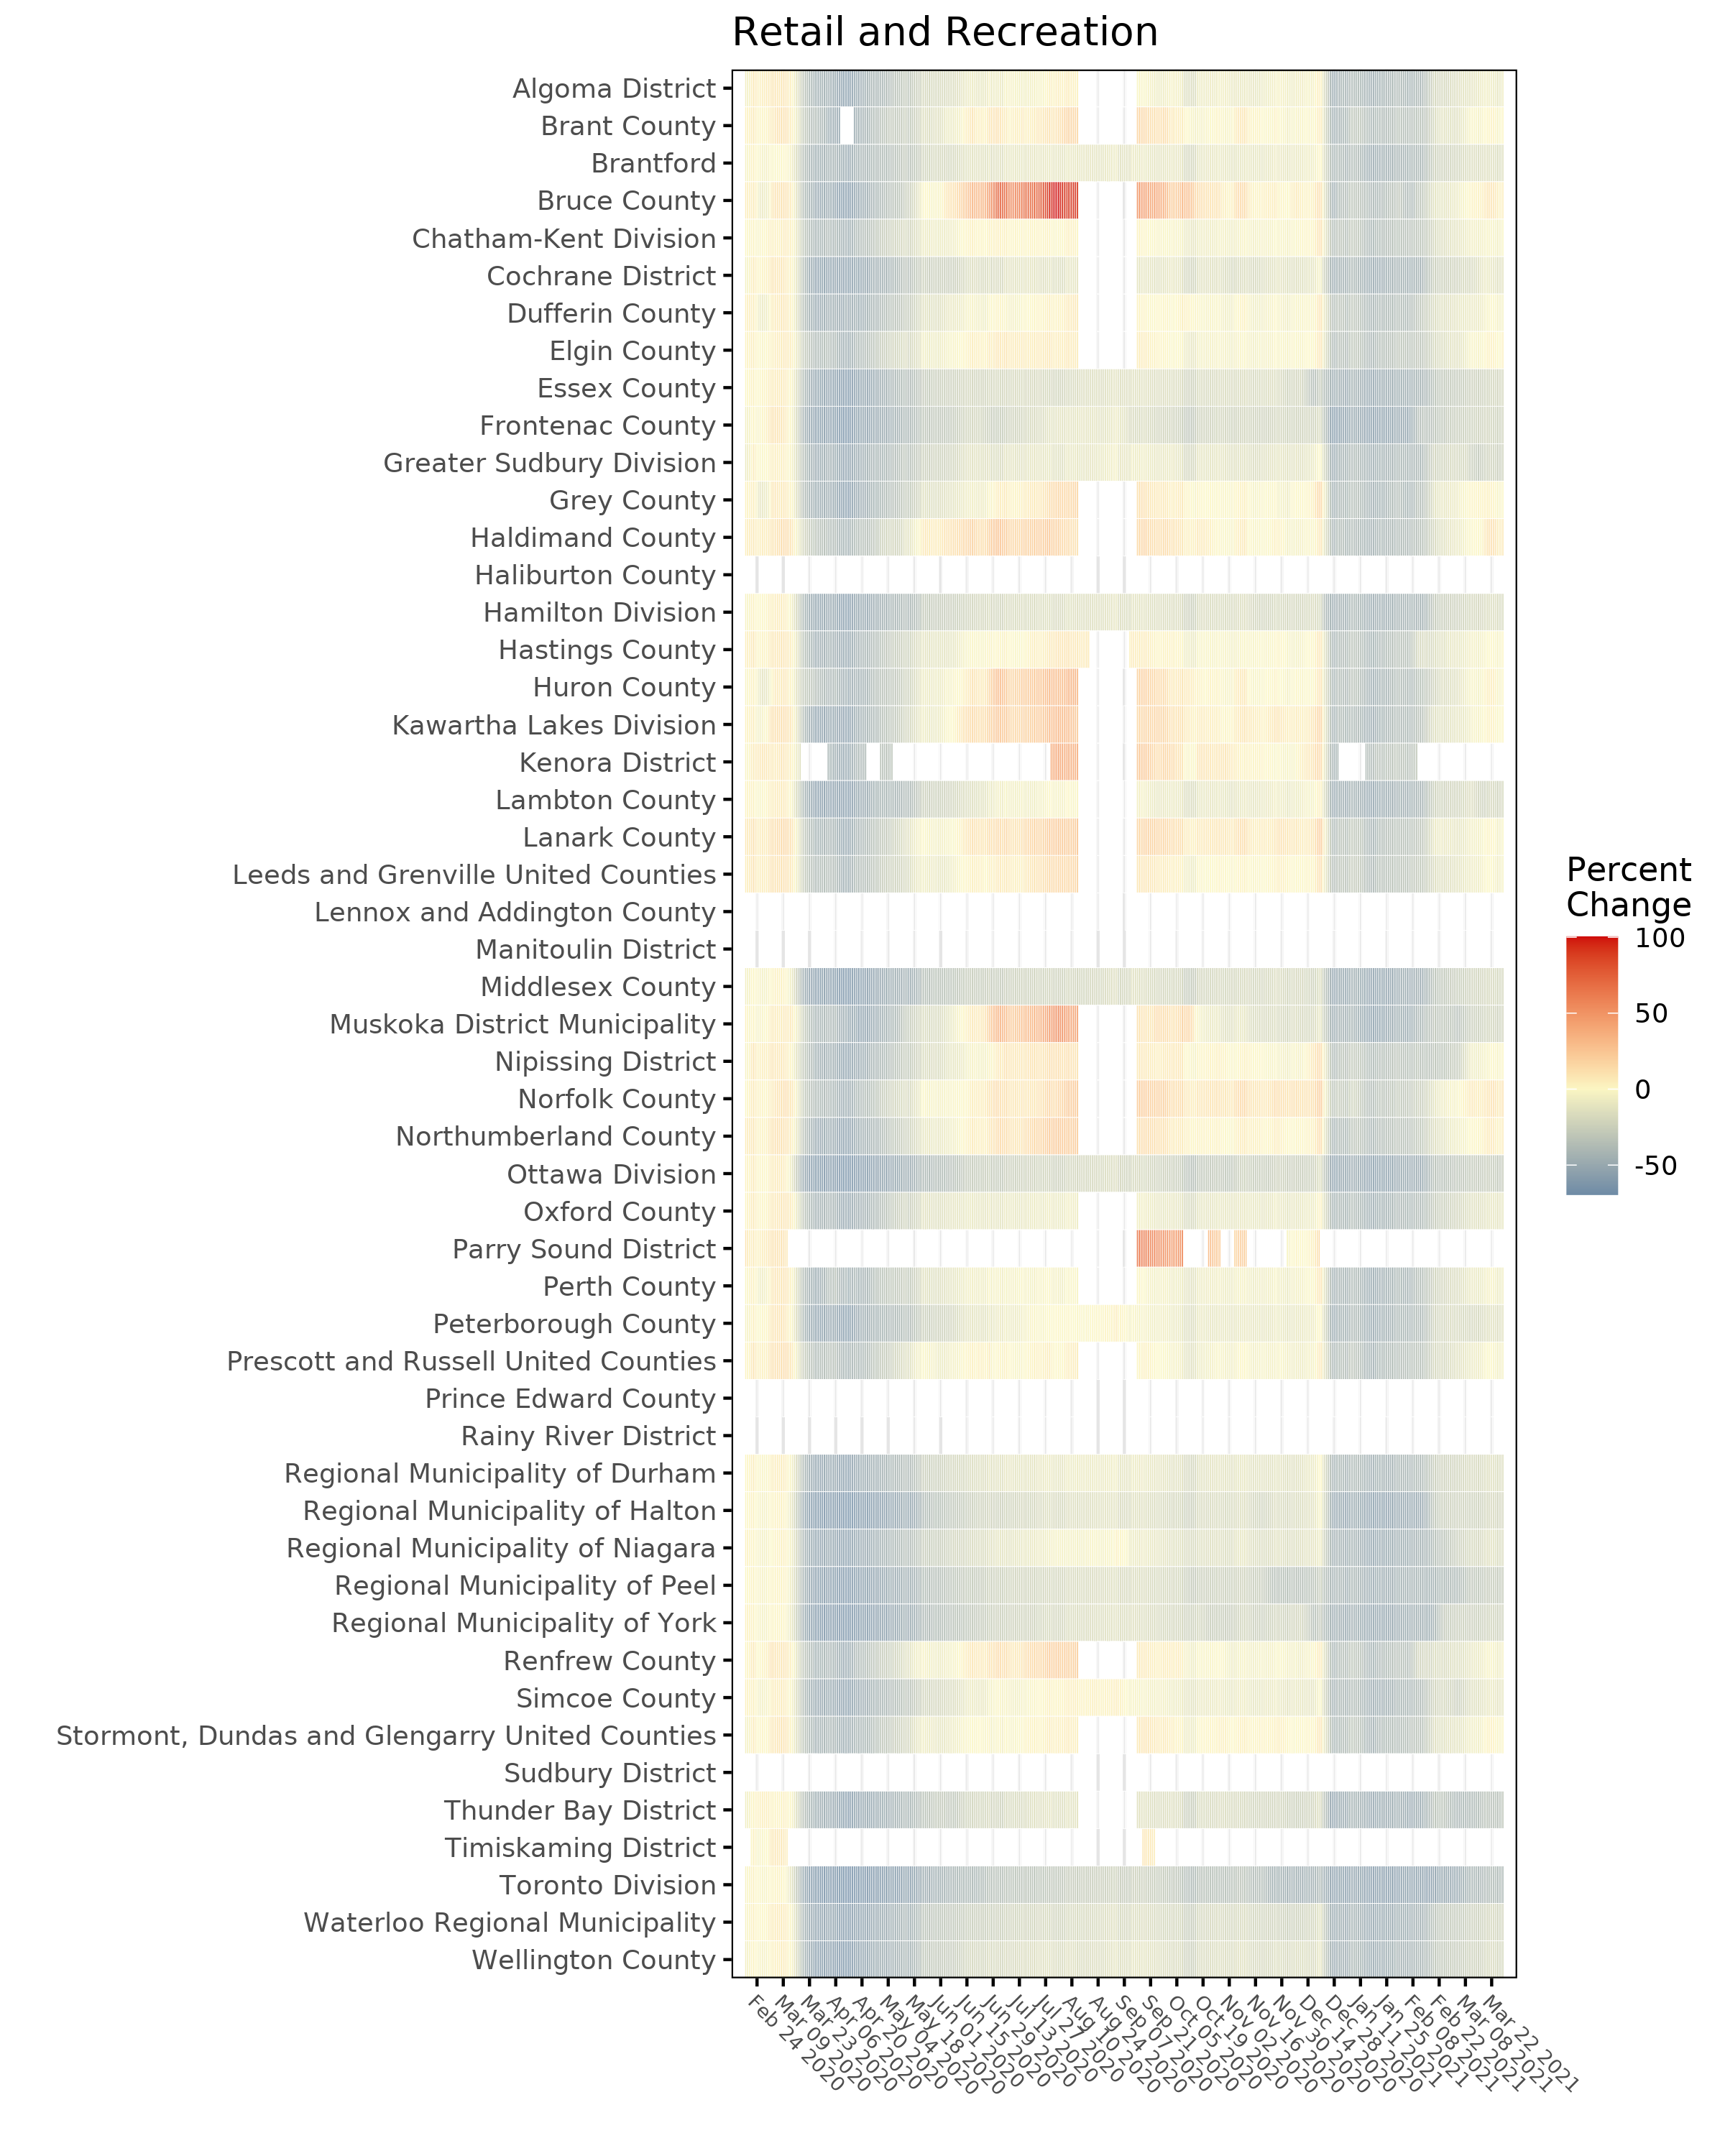 Retail and Recreation
Algoma District
Brant County
Brantford
Bruce County
Chatham-Kent Division
Cochrane District
Dufferin County
Elgin County
Essex County
Frontenac County
Greater Sudbury Division
Grey County
Haldimand County
Haliburton County
Hamilton Division
Hastings County
Huron County
Kawartha Lakes Division
Kenora District
Lambton County
Lanark County
Leeds and Grenville United Counties
Lennox and Addington County
Manitoulin District
Middlesex County
Muskoka District Municipality
Nipissing District
Norfolk County
Northumberland County
Ottawa Division
Oxford County
Parry Sound District
Perth County
Peterborough County
Prescott and Russell United Counties
Prince Edward County
Rainy River District
Regional Municipality of Durham
Regional Municipality of Halton
Regional Municipality of Niagara
Regional Municipality of Peel
Regional Municipality of York
Renfrew County
Simcoe County
Stormont, Dundas and Glengarry United Counties
Sudbury District
Thunder Bay District
Timiskaming District
Toronto Division
Waterloo Regional Municipality
Wellington County
Feb 24 2020
Mar 09 2020
Mar 23 2020
Apr 06 2020
Apr 20 2020
May 04 2020
May 18 2020
Jun 01 2020
Jun 15 2020
Jun 29 2020
Jul 13 2020
Jul 27 2020
Aug 10 2020
Aug 24 2020
Sep 07 2020
Sep 21 2020
Oct 05 2020
Oct 19 2020
Nov 02 2020
Nov 16 2020
Nov 30 2020
Dec 14 2020
Dec 28 2020
Jan 11 2021
Jan 25 2021
Feb 08 2021
Feb 22 2021
Mar 08 2021
Mar 22 2021
Percent
Change
100
50
0
-50